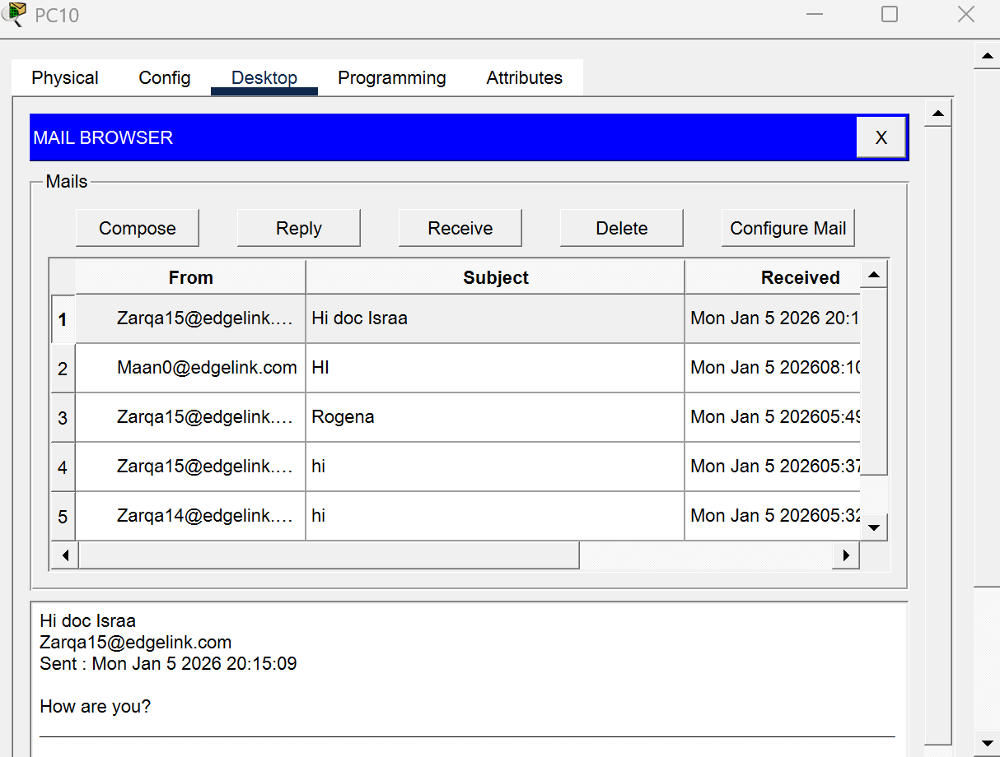 PC10
Physical Config Desktop Programming Attributes
MAIL BROWSER X
Mails
Compose Reply Receive Delete Configure Mail
From Subject Received
1 Zarqa15@edgelink.... Hi doc Israa Mon Jan 5 2026 20:1
2 Maan0@edgelink.com HI Mon Jan 5 202608:10
3 Zarqa15@edgelink.... Rogena Mon Jan 5 202605:49
4 Zarqa15@edgelink.... hi Mon Jan 5 202605:37
5 Zarqa14@edgelink.... hi Mon Jan 5 202605:32
Hi doc Israa
Zarqa15@edgelink.com
Sent : Mon Jan 5 2026 20:15:09
How are you?